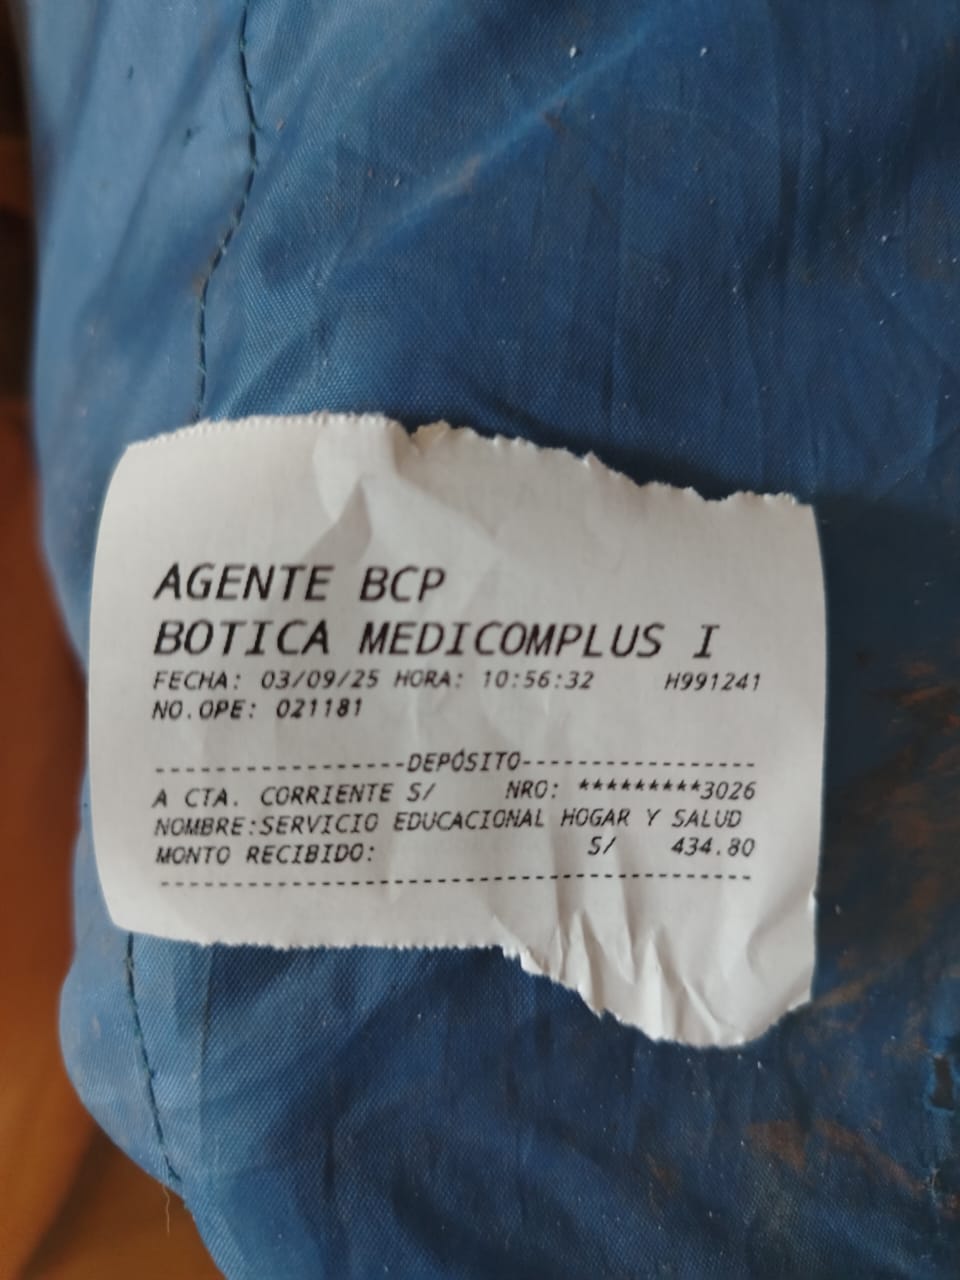 AGENTE BCP
BOTICA MEDICOMPLUS I
FECHA: 03/09/25 HORA: 10:56:32 H991241
NO.OPE: 021181
------------------DEPÓSITO-----------------
A CTA. CORRIENTE S/ NRO: *********3026
NOMBRE:SERVICIO EDUCACIONAL HOGAR Y SALUD
MONTO RECIBIDO: S/ 434.80
--------------------------------------------